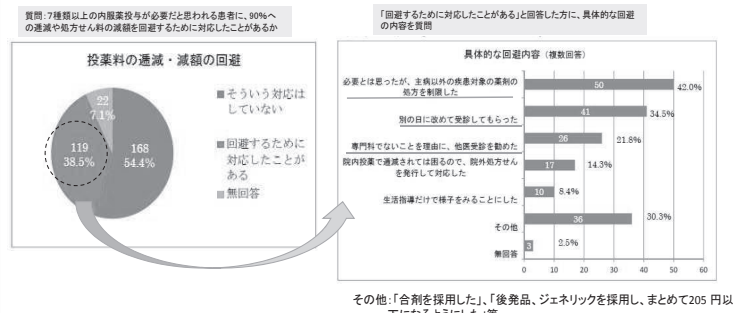 質問：7種類以上の内服薬投与が必要だと思われる患者に、90%へ
の逓減や処方せん料の減額を回避するために対応したことがあるか
投薬料の逓減・減額の回避
22
7.1%
119
38.5%
168
54.4%
■そういう対応は
していない
■回避するために
対応したことが
ある
■無回答
「回避するために対応したことがある」と回答した方に、具体的な回避
の内容を質問
具体的な回避内容（複数回答）
必要とは思ったが、主病以外の疾患対象の薬剤の
処方を制限した
50
42.0%
別の日に改めて受診してもらった
41
34.5%
専門科でないことを理由に、他医受診を勧めた
26
21.8%
院内投薬で逓減されては困るので、院外処方せん
を発行して対応した
17
14.3%
生活指導だけで様子をみることにした
10
8.4%
その他
36
30.3%
無回答
3
2.5%
0 10 20 30 40 50 60
その他：「合剤を採用した」、「後発品、ジェネリックを採用し、まとめて205 円以